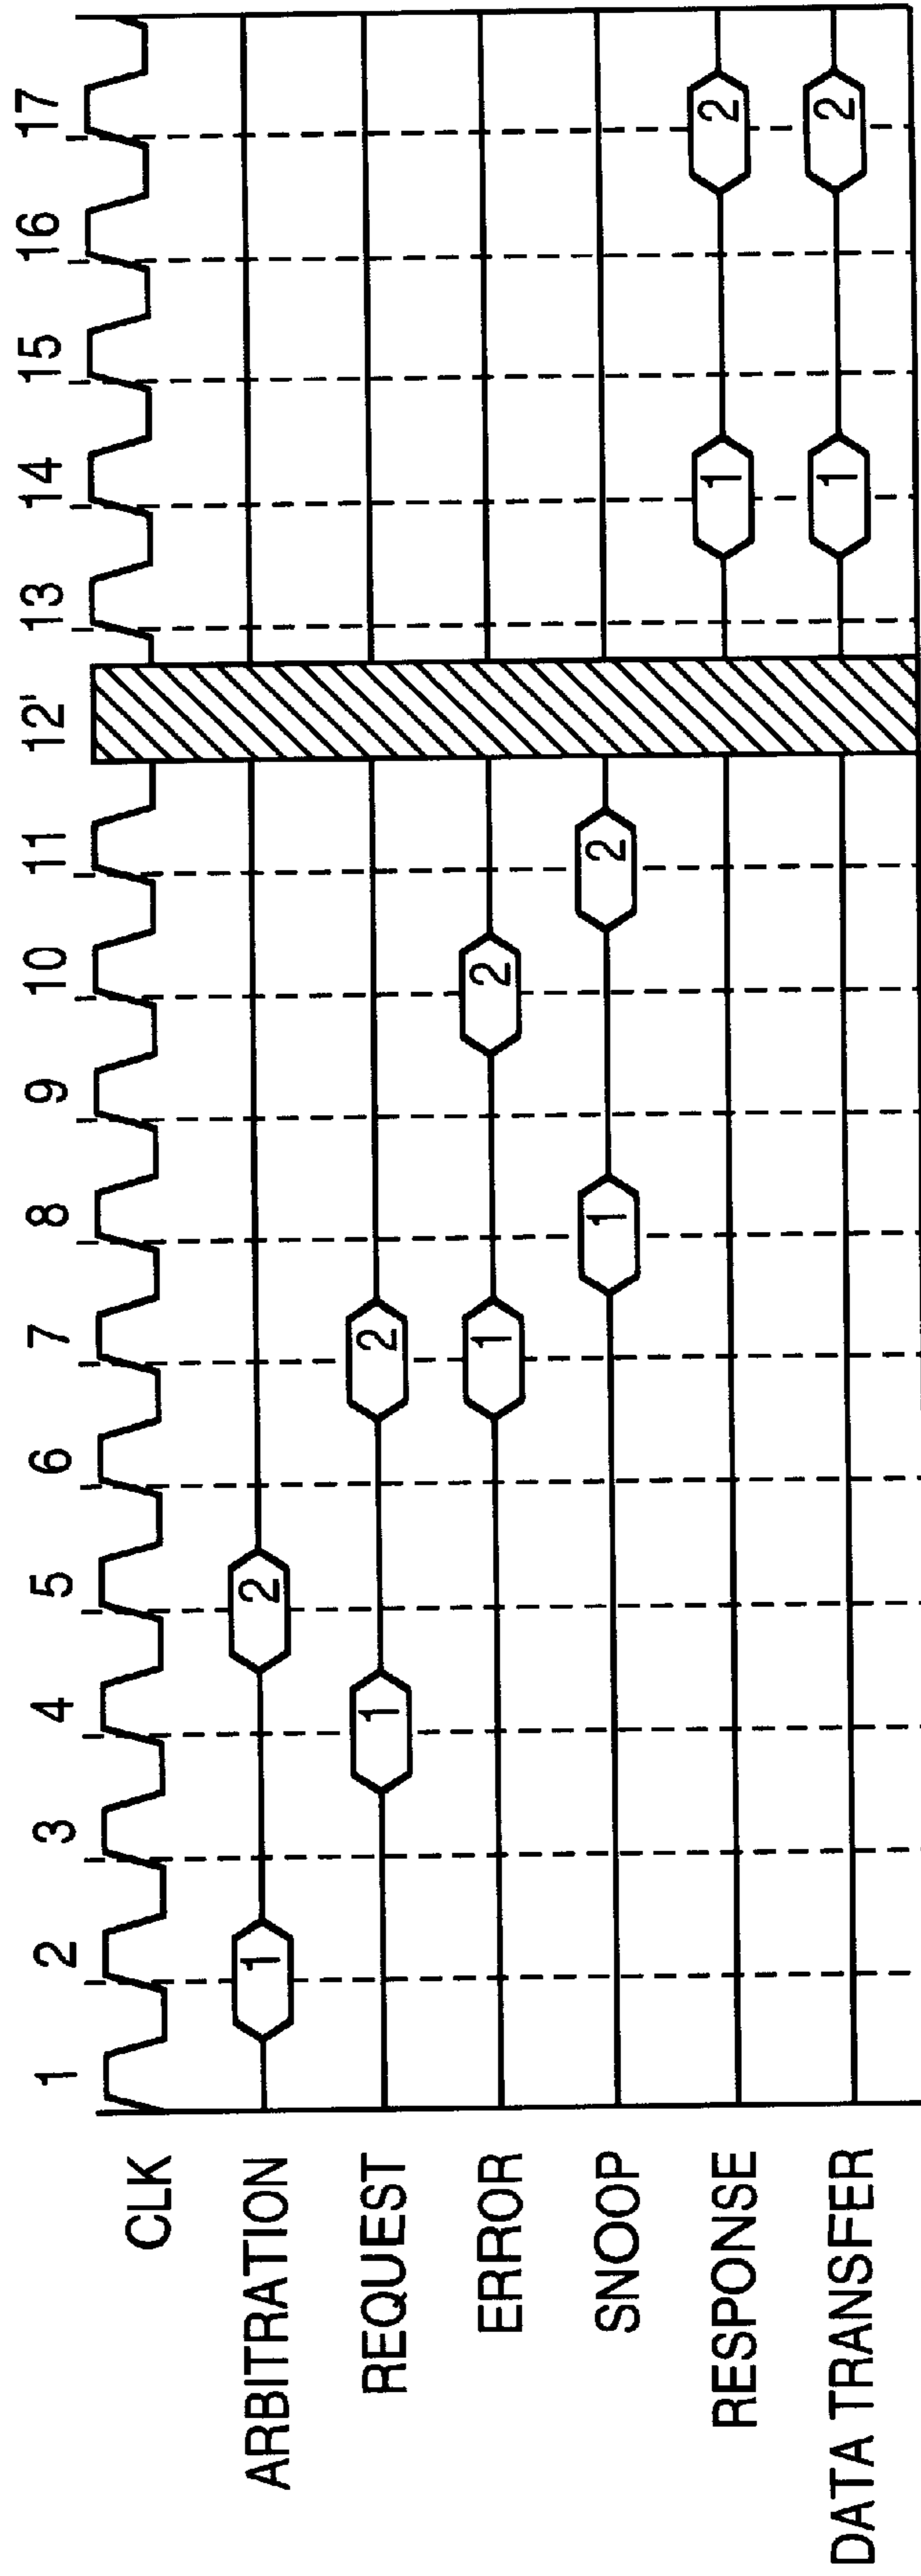 1 2 3 4 5 6 7 8 9 10 11 12' 13 14 15 16 17
CLK
ARBITRATION 1 2
REQUEST 1 2
ERROR 1 2
SNOOP 1 2
RESPONSE 1 2
DATA TRANSFER 1 2